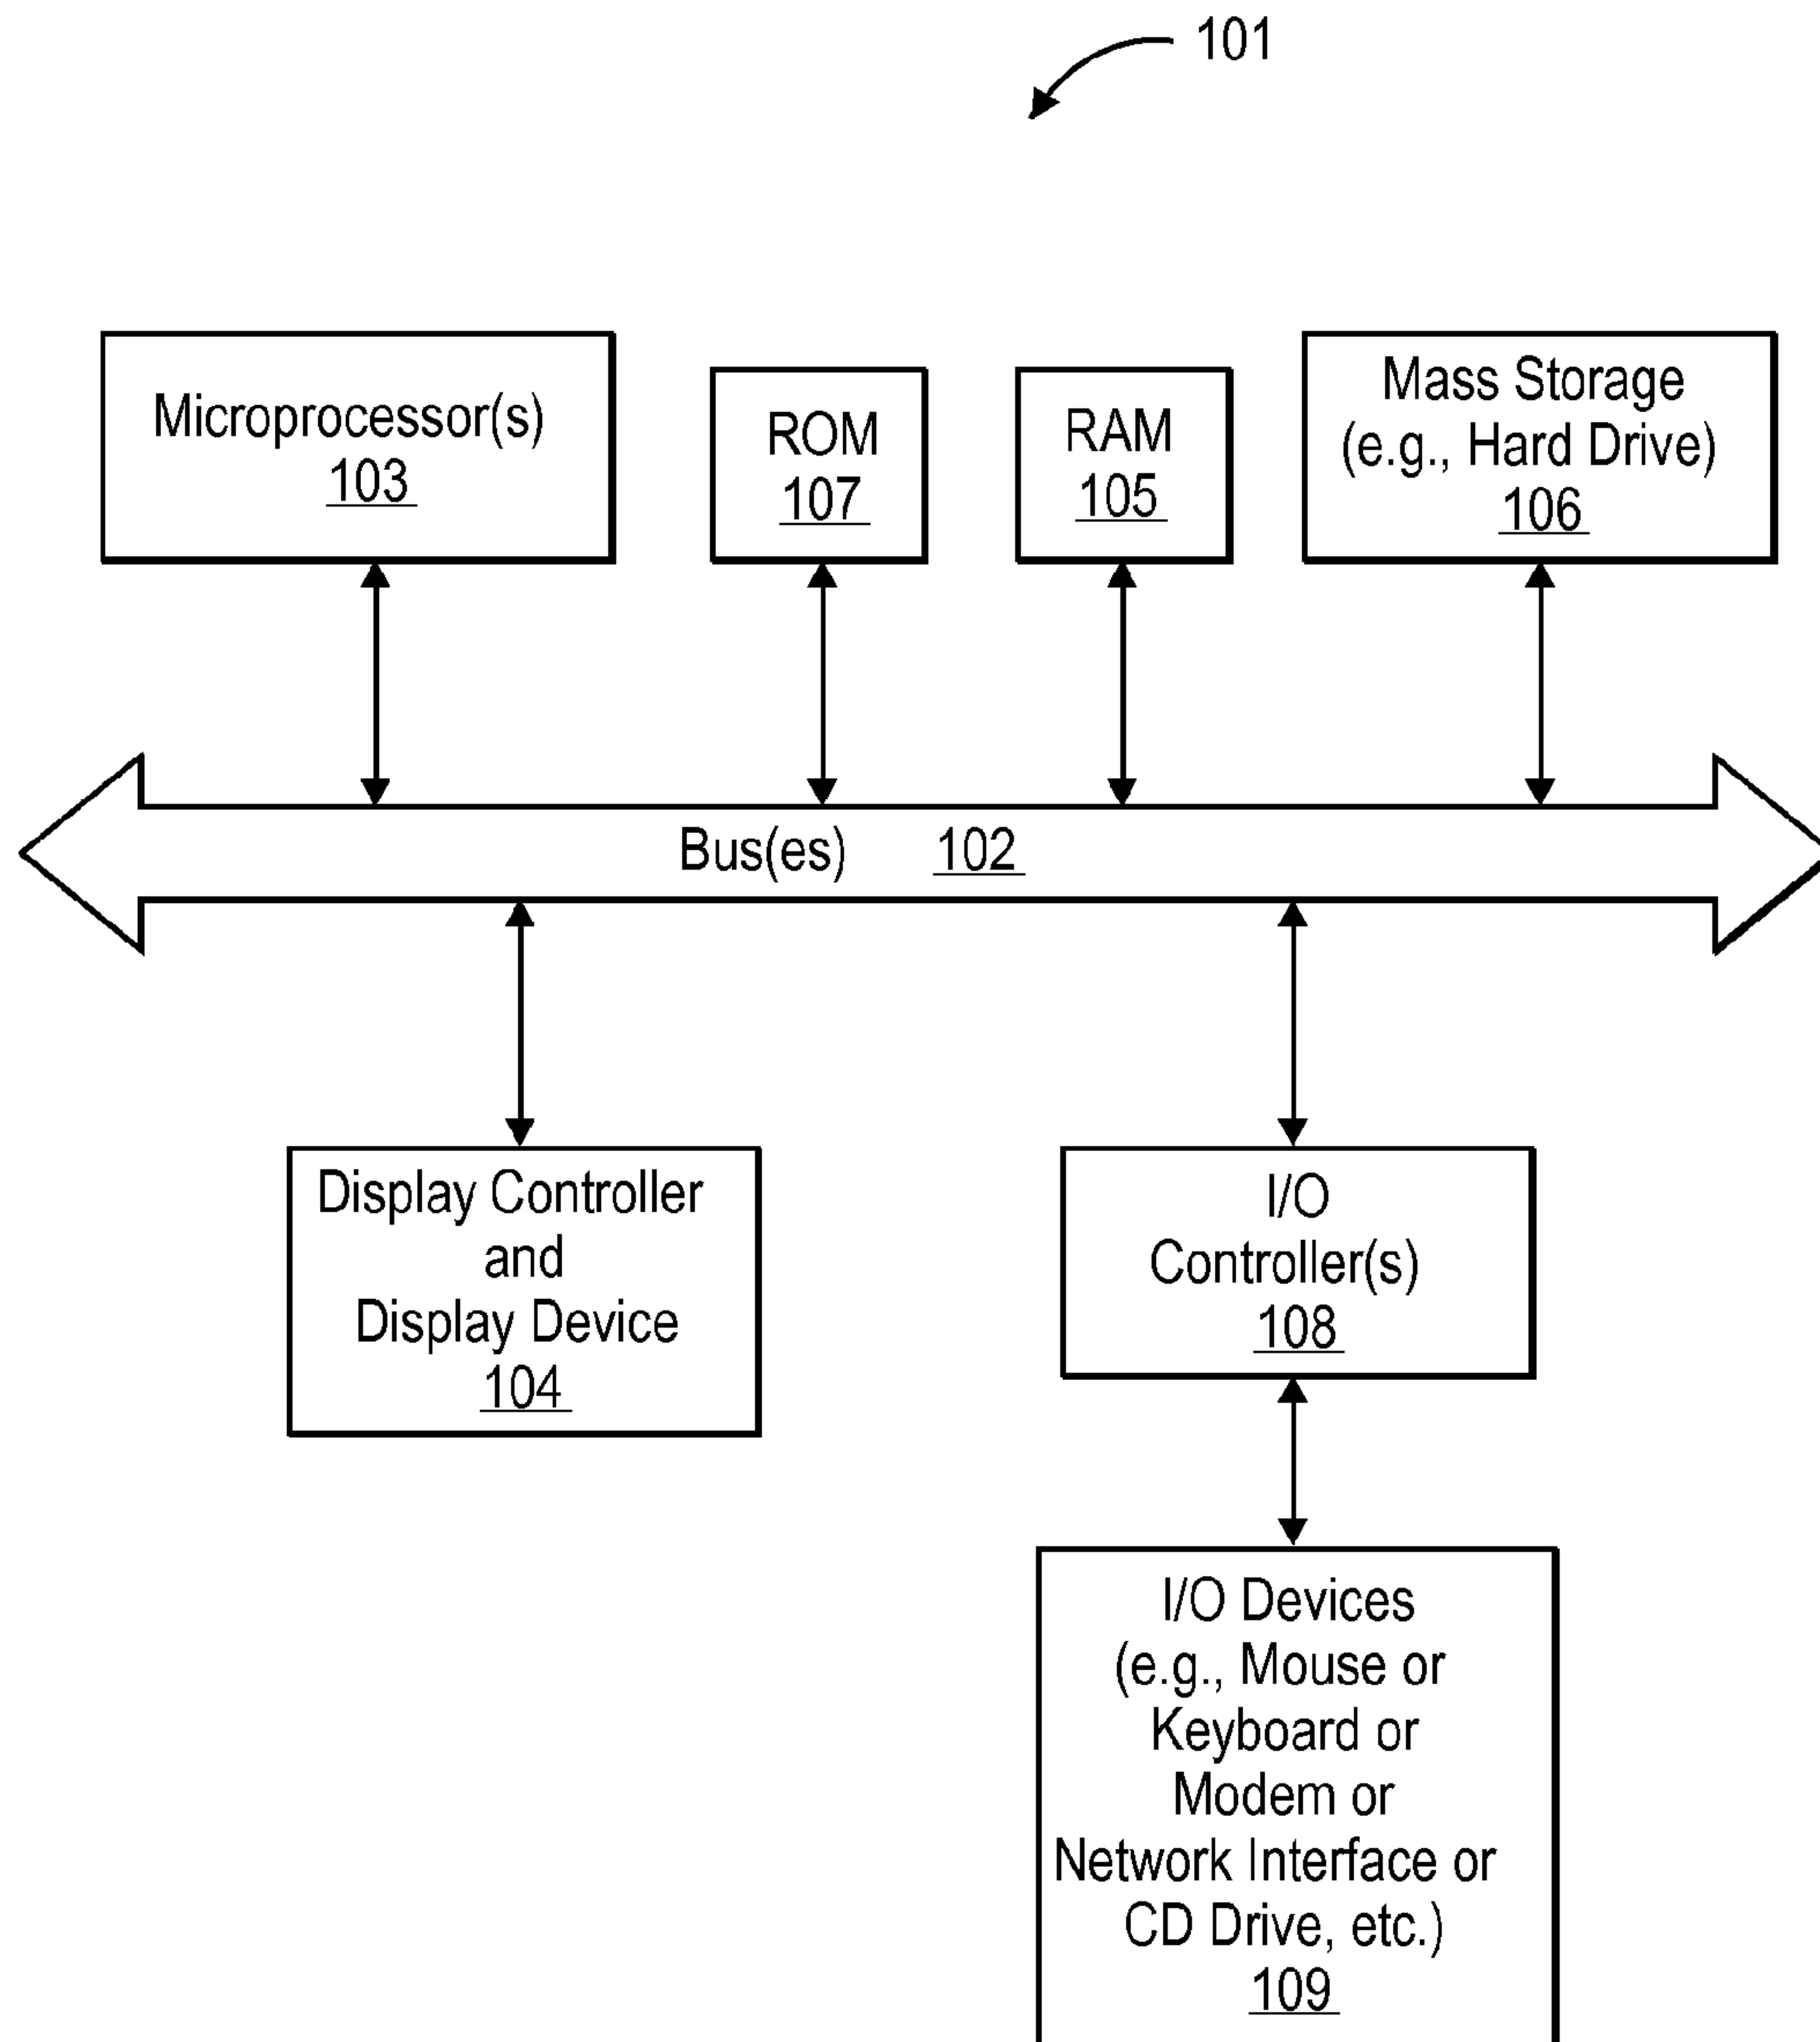 101
Microprocessor(s)
103
ROM
107
RAM
105
Mass Storage
(e.g., Hard Drive)
106
Bus(es) 102
Display Controller
and
Display Device
104
I/O
Controller(s)
108
I/O Devices
(e.g., Mouse or
Keyboard or
Modem or
Network Interface or
CD Drive, etc.)
109